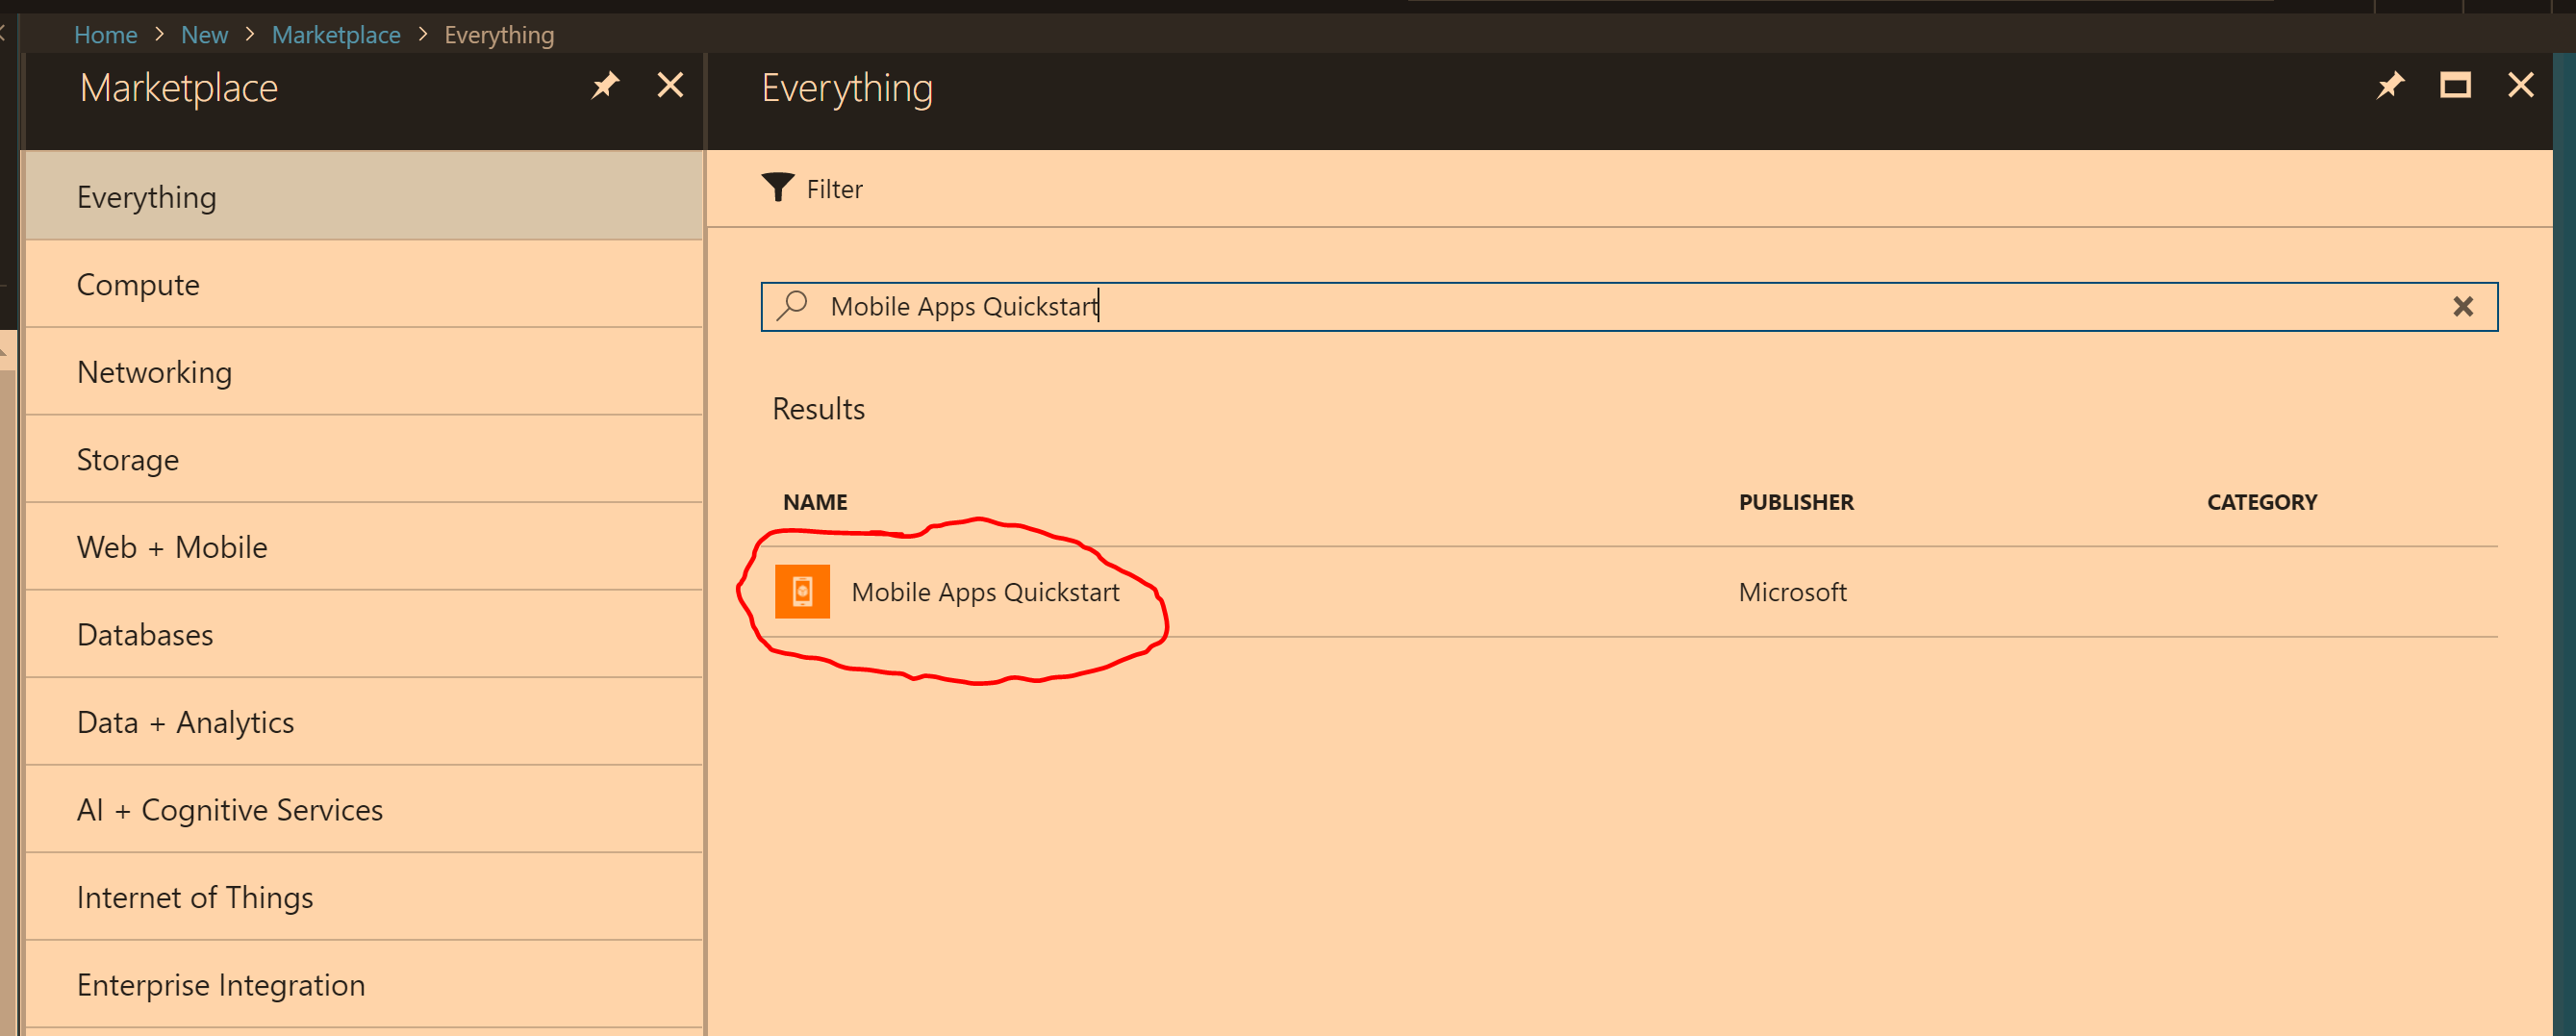 Home > New > Marketplace > Everything
Marketplace
Everything
Compute
Networking
Storage
Web + Mobile
Databases
Data + Analytics
AI + Cognitive Services
Internet of Things
Enterprise Integration
Everything
Filter
Mobile Apps Quickstart
Results
NAME PUBLISHER CATEGORY
Mobile Apps Quickstart Microsoft